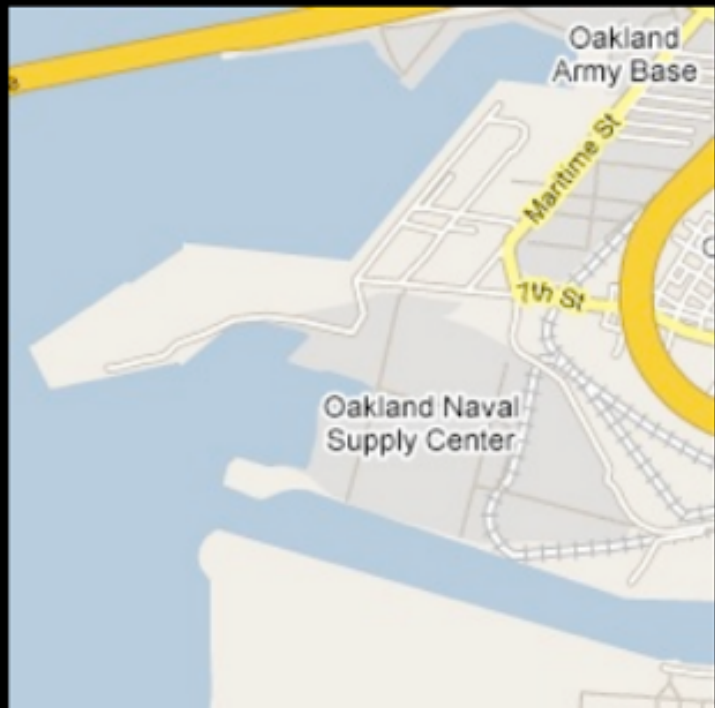 Oakland
Army Base
Maritime St
7th St
Oakland Naval
Supply Center